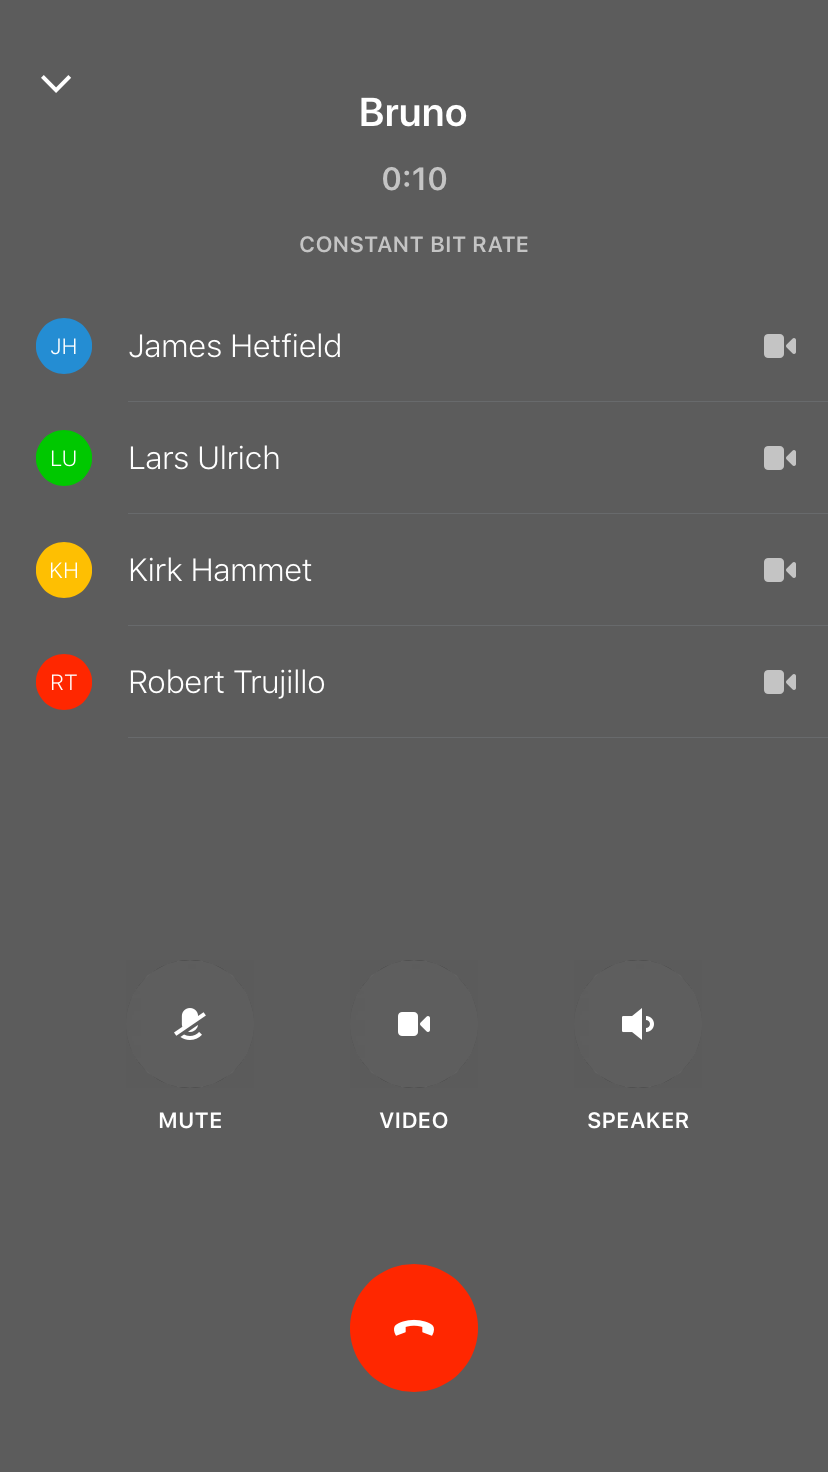 Bruno
0:10
CONSTANT BIT RATE
JH James Hetfield
LU Lars Ulrich
KH Kirk Hammet
RT Robert Trujillo
MUTE VIDEO SPEAKER